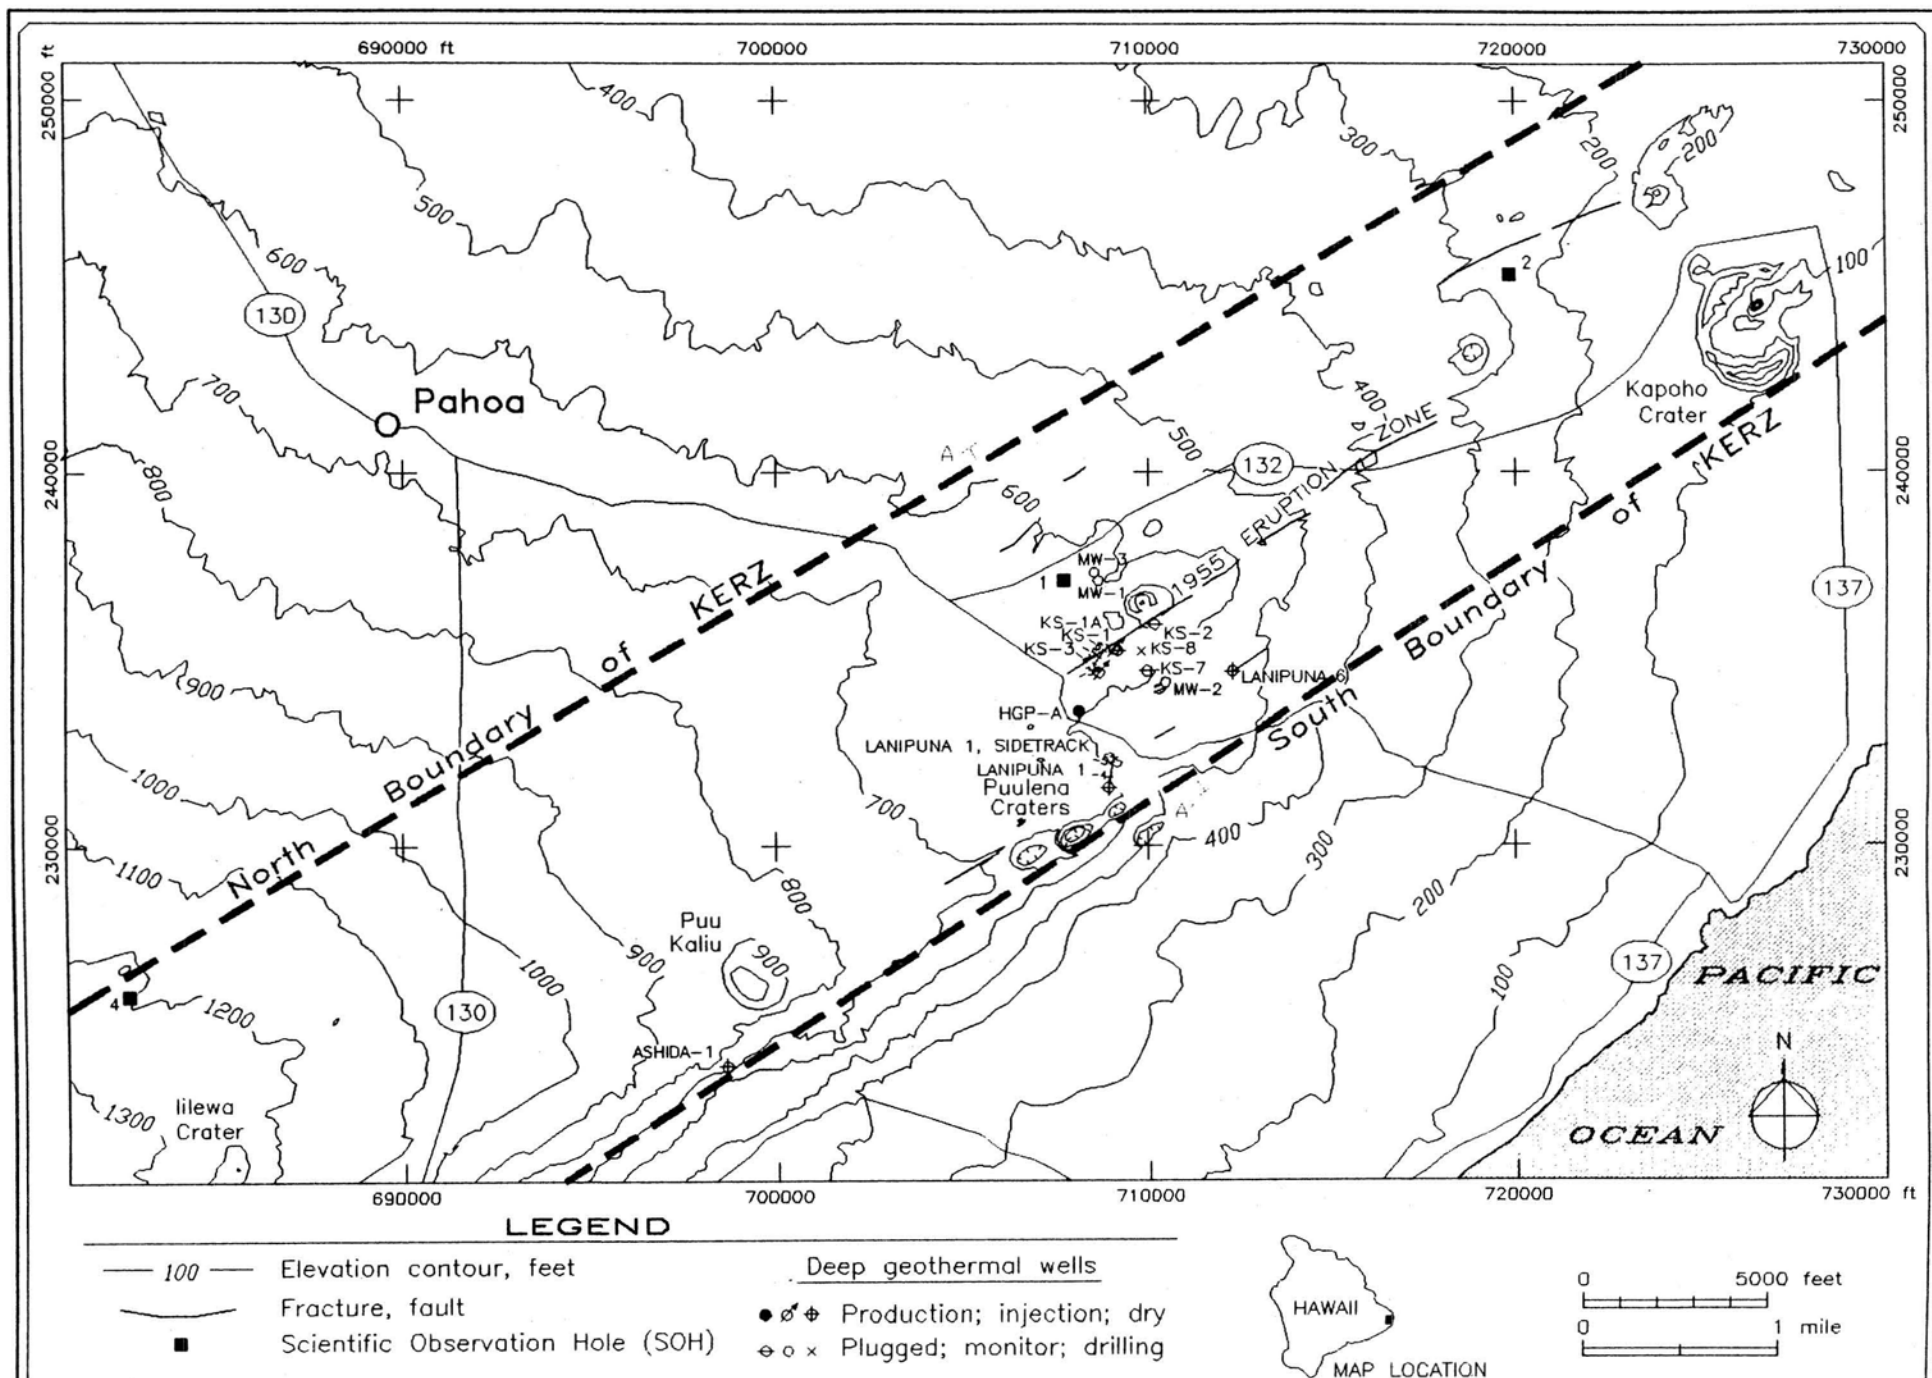 690000 ft
700000
710000
720000
730000
250000 ft
240000
230000
250000
240000
230000
400
300
200
200
500
600
700
800
900
1000
1100
130
Pahoa
2
100
Kapoho
Crater
400
500
600
132
1955 ERUPTION ZONE
MW-3
1
MW-1
KS-1A
KS-1
KS-2
KS-3
KS-8
KS-7
LANIPUNA 6
MW-2
HGP-A
LANIPUNA 1, SIDETRACK
LANIPUNA 1
Puulena
Craters
700
400
300
200
100
137
137
North Boundary of KERZ
South Boundary of KERZ
Puu
Kaliu
900
800
900
1000
130
4
1200
1300
Iilewa
Crater
ASHIDA-1
PACIFIC
OCEAN
N
690000
700000
710000
720000
730000 ft
LEGEND
100 Elevation contour, feet
Fracture, fault
Scientific Observation Hole (SOH)
Deep geothermal wells
Production; injection; dry
Plugged; monitor; drilling
HAWAII
MAP LOCATION
0 5000 feet
0 1 mile